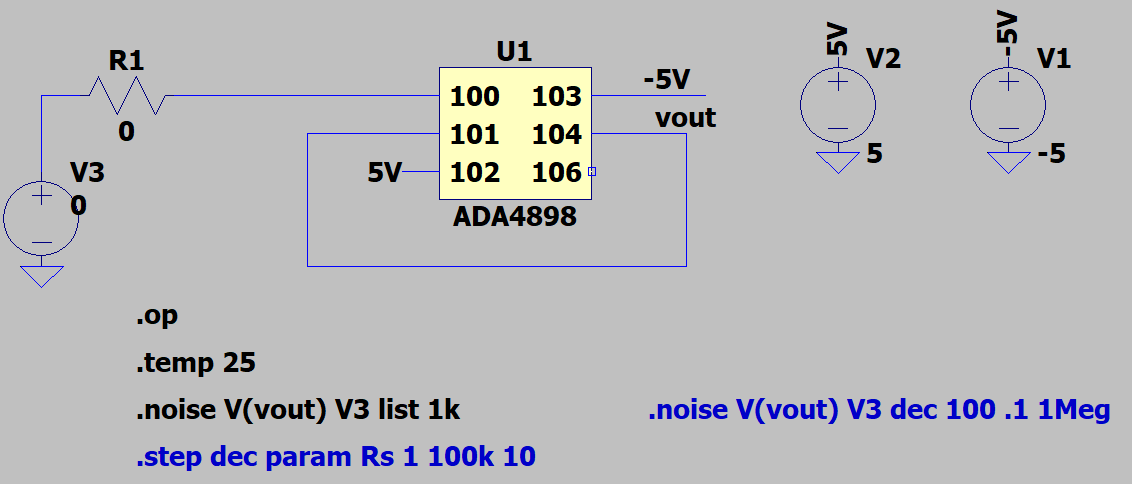 R1
0
V3
0
U1
100 103
101 104
102 106
ADA4898
5V
-5V
vout
5V
V2
5
-5V
V1
-5
.op
.temp 25
.noise V(vout) V3 list 1k
.noise V(vout) V3 dec 100 .1 1Meg
.step dec param Rs 1 100k 10